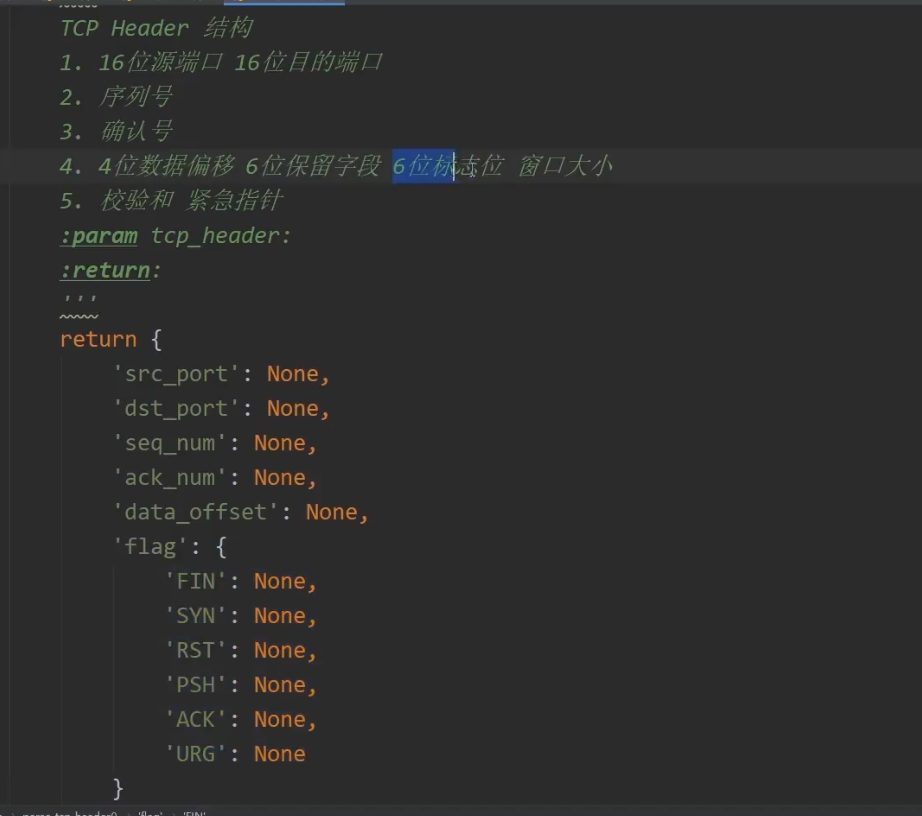 TCP Header 结构
1. 16位源端口 16位目的端口
2. 序列号
3. 确认号
4. 4位数据偏移 6位保留字段 6位标志位 窗口大小
5. 校验和 紧急指针
:param tcp_header:
:return:
'''
return {
'src_port': None,
'dst_port': None,
'seq_num': None,
'ack_num': None,
'data_offset': None,
'flag': {
'FIN': None,
'SYN': None,
'RST': None,
'PSH': None,
'ACK': None,
'URG': None
}